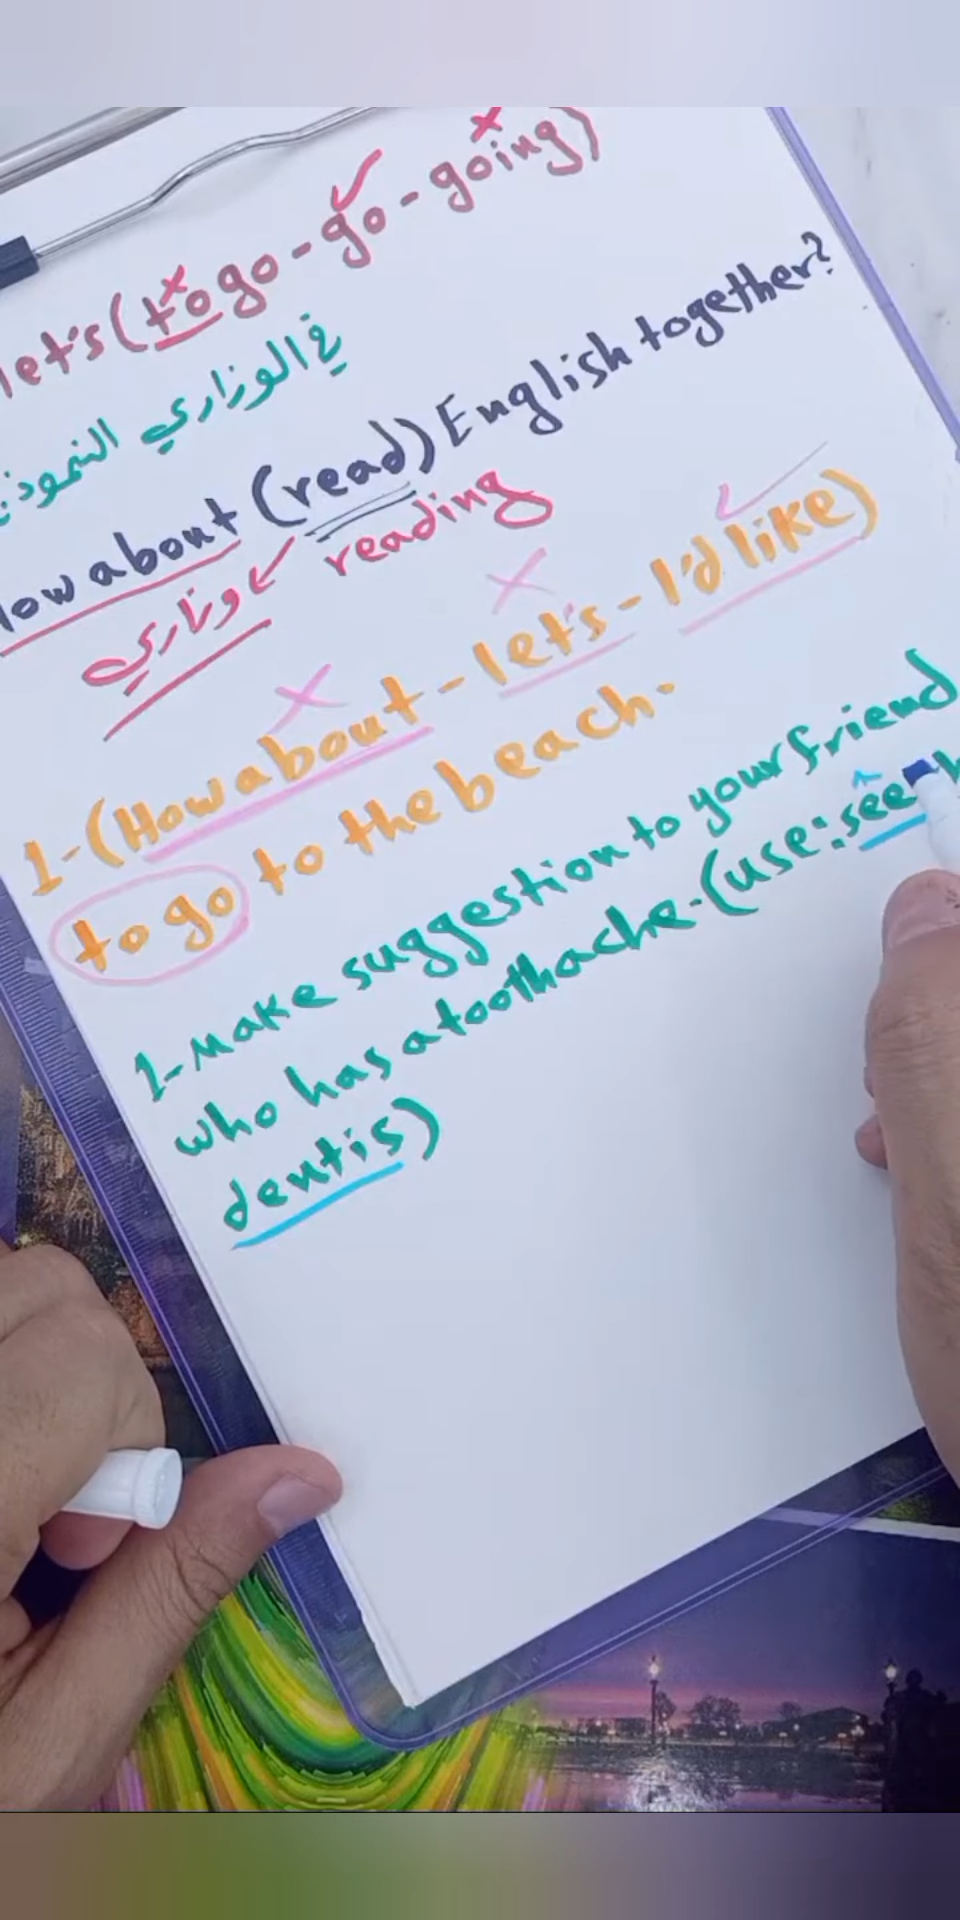 let's (to go - go - going)
في الوزاري
How about (read) English together?
وزاري reading
1- (How about - let's - I'd like)
to go to the beach.
1- Make suggestion to your friend
who has a toothache. (use: see
dentis)